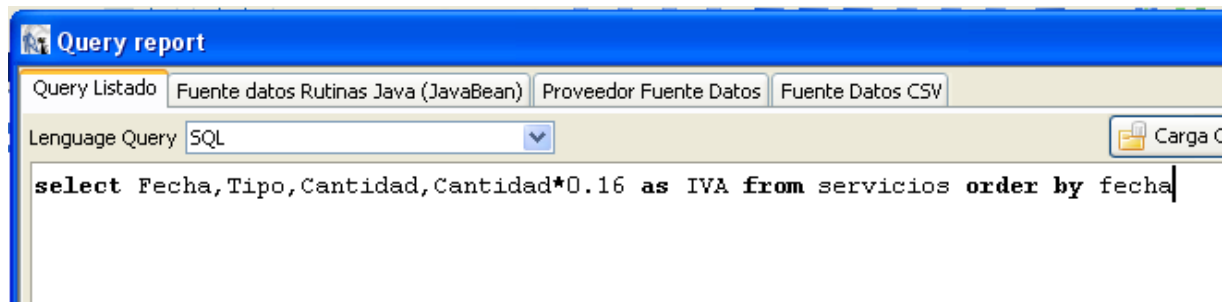 Query report
Query Listado Fuente datos Rutinas Java (JavaBean) Proveedor Fuente Datos Fuente Datos CSV
Lenguage Query SQL Carga
select Fecha,Tipo,Cantidad,Cantidad*0.16 as IVA from servicios order by fecha